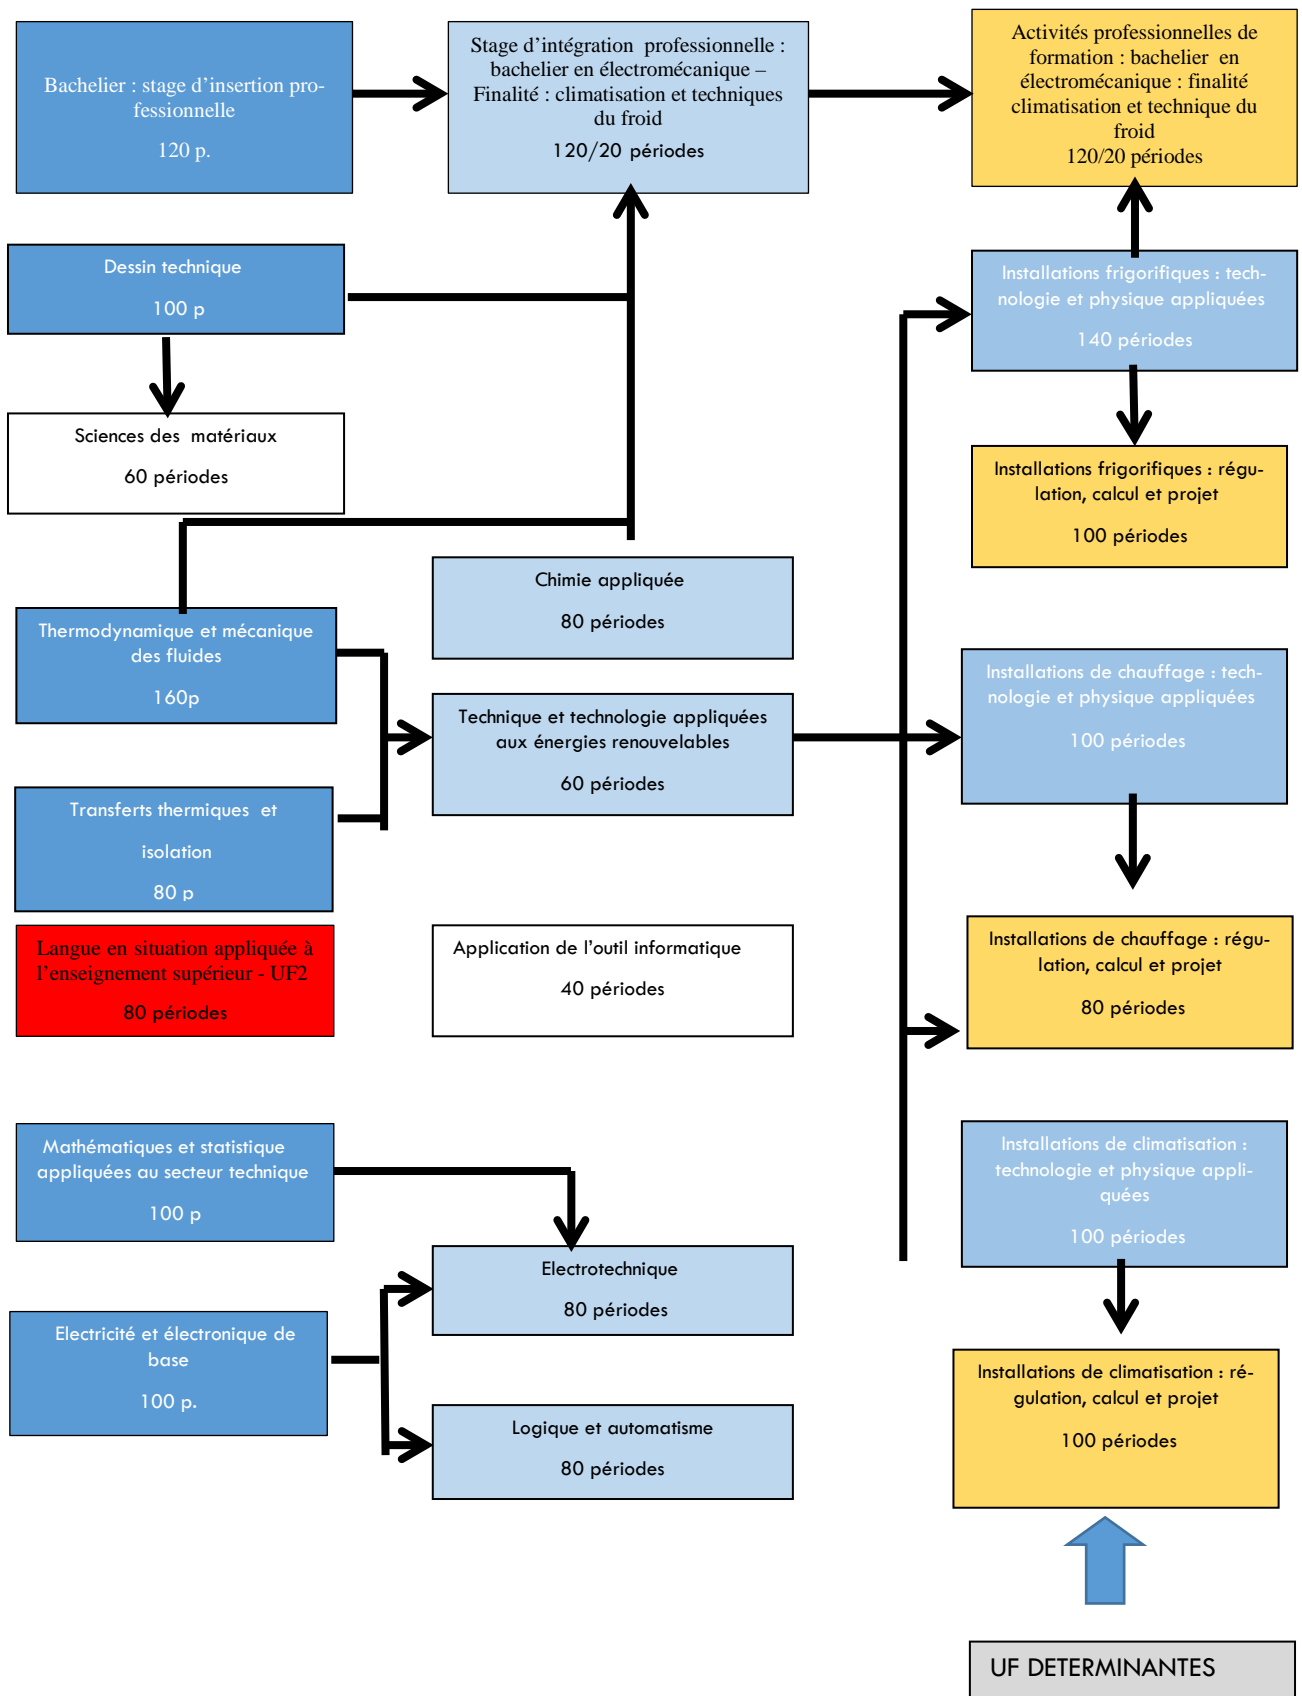 Bachelier : stage d'insertion pro-
fessionnelle
120 p.
Stage d'intégration professionnelle :
bachelier en électromécanique –
Finalité : climatisation et techniques
du froid
120/20 périodes
Activités professionnelles de
formation : bachelier en
électromécanique : finalité
climatisation et technique du
froid
120/20 périodes
Dessin technique
100 p
Installations frigorifiques : tech-
nologie et physique appliquées
140 périodes
Sciences des matériaux
60 périodes
Installations frigorifiques : régu-
lation, calcul et projet
100 périodes
Chimie appliquée
80 périodes
Thermodynamique et mécanique
des fluides
160p
Installations de chauffage : tech-
nologie et physique appliquées
100 périodes
Technique et technologie appliquées
aux énergies renouvelables
60 périodes
Transferts thermiques et
isolation
80 p
Langue en situation appliquée à
l'enseignement supérieur - UF2
80 périodes
Application de l'outil informatique
40 périodes
Installations de chauffage : régu-
lation, calcul et projet
80 périodes
Mathématiques et statistique
appliquées au secteur technique
100 p
Installations de climatisation :
technologie et physique appli-
quées
100 périodes
Electrotechnique
80 périodes
Electricité et électronique de
base
100 p.
Installations de climatisation : ré-
gulation, calcul et projet
100 périodes
Logique et automatisme
80 périodes
UF DETERMINANTES